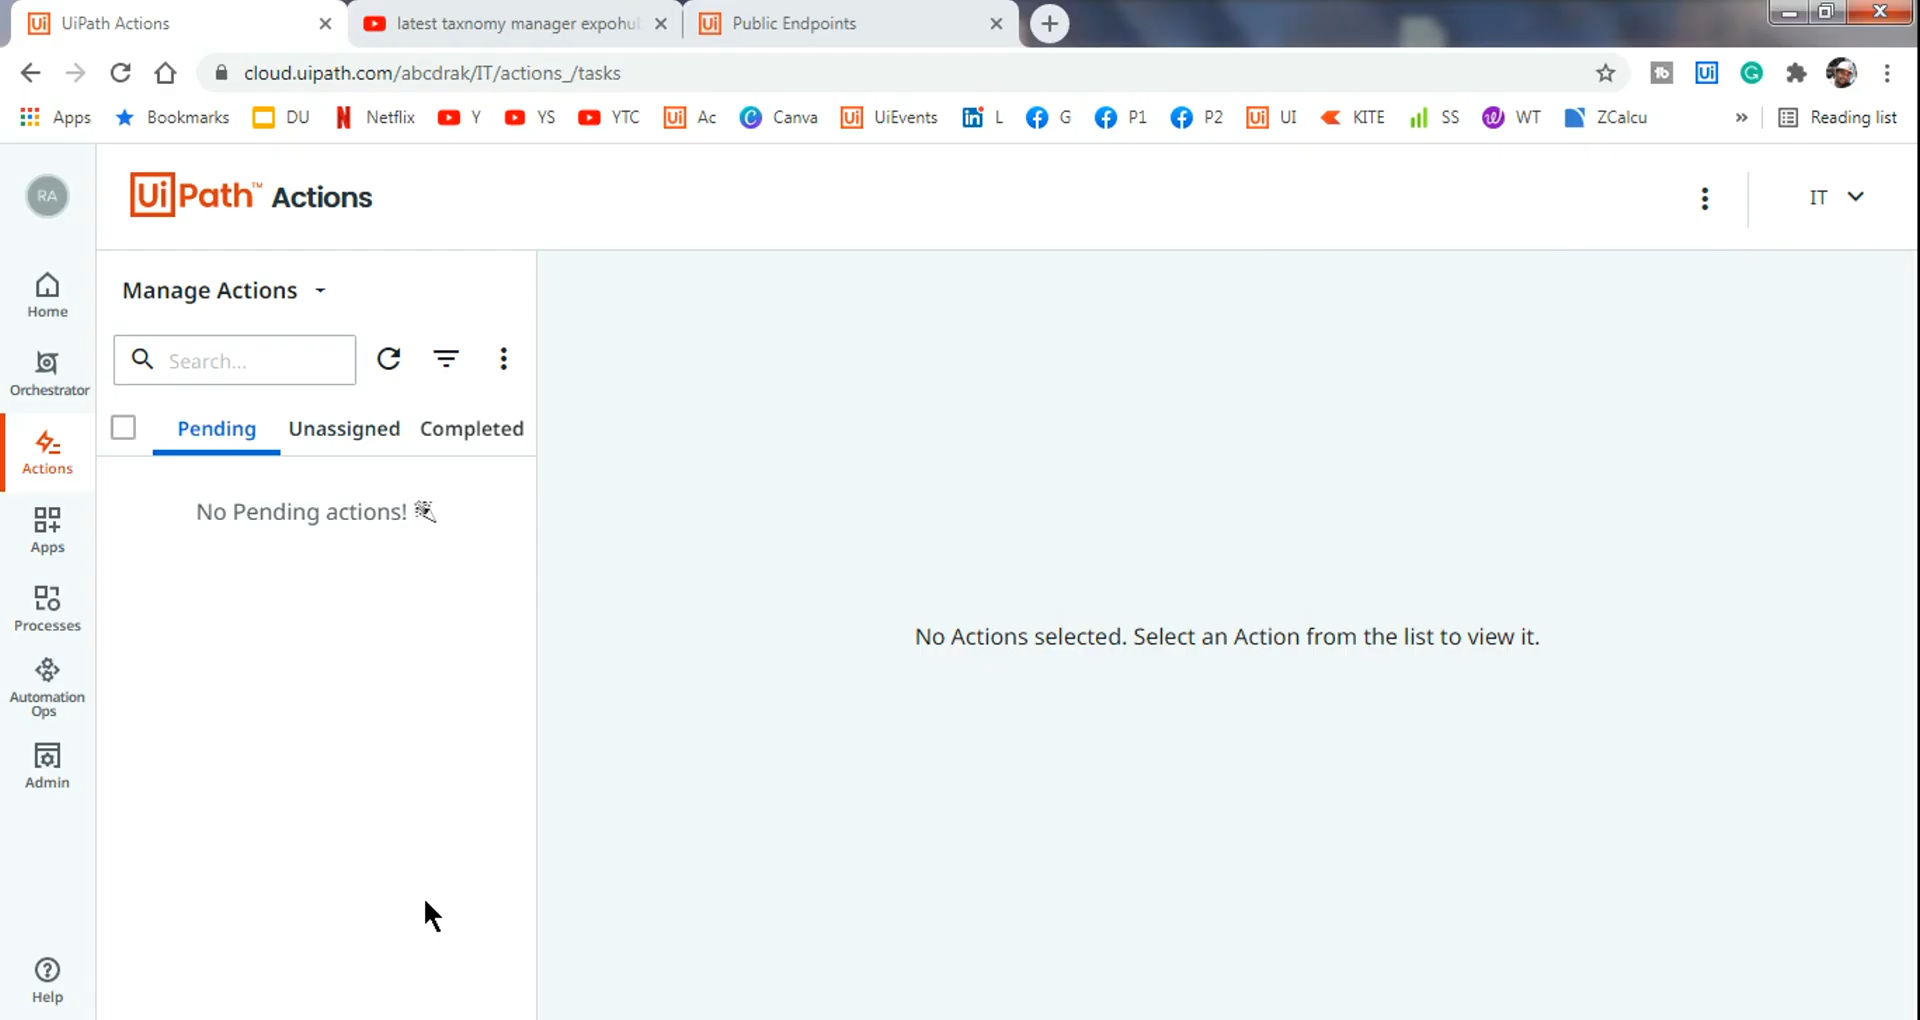 UiPath Actions
latest taxnomy manager expohu
Public Endpoints
cloud.uipath.com/abcdrak/IT/actions_/tasks
Apps Bookmarks DU Netflix Y YS YTC Ac Canva UiEvents L G P1 P2 UI KITE SS WT ZCalcu » Reading list
RA
UiPath™ Actions
IT
Home
Orchestrator
Actions
Apps
Processes
Automation
Ops
Admin
Help
Manage Actions
Search...
Pending Unassigned Completed
No Pending actions!
No Actions selected. Select an Action from the list to view it.